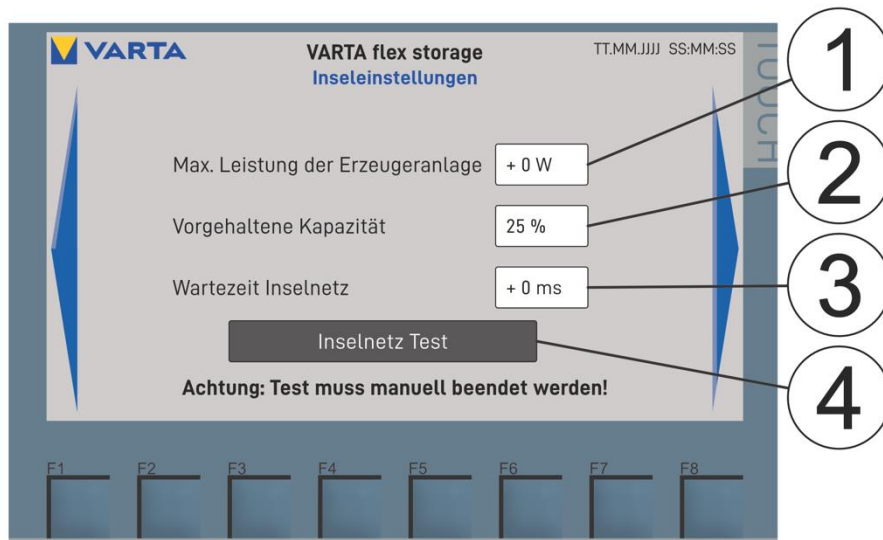 VARTA
VARTA flex storage
TT.MM.JJJJ SS:MM:SS
Inseleinstellungen
TOUCH
1
Max. Leistung der Erzeugeranlage
+ 0 W
2
Vorgehaltene Kapazität
25 %
3
Wartezeit Inselnetz
+ 0 ms
Inselnetz Test
4
Achtung: Test muss manuell beendet werden!
F1 F2 F3 F4 F5 F6 F7 F8